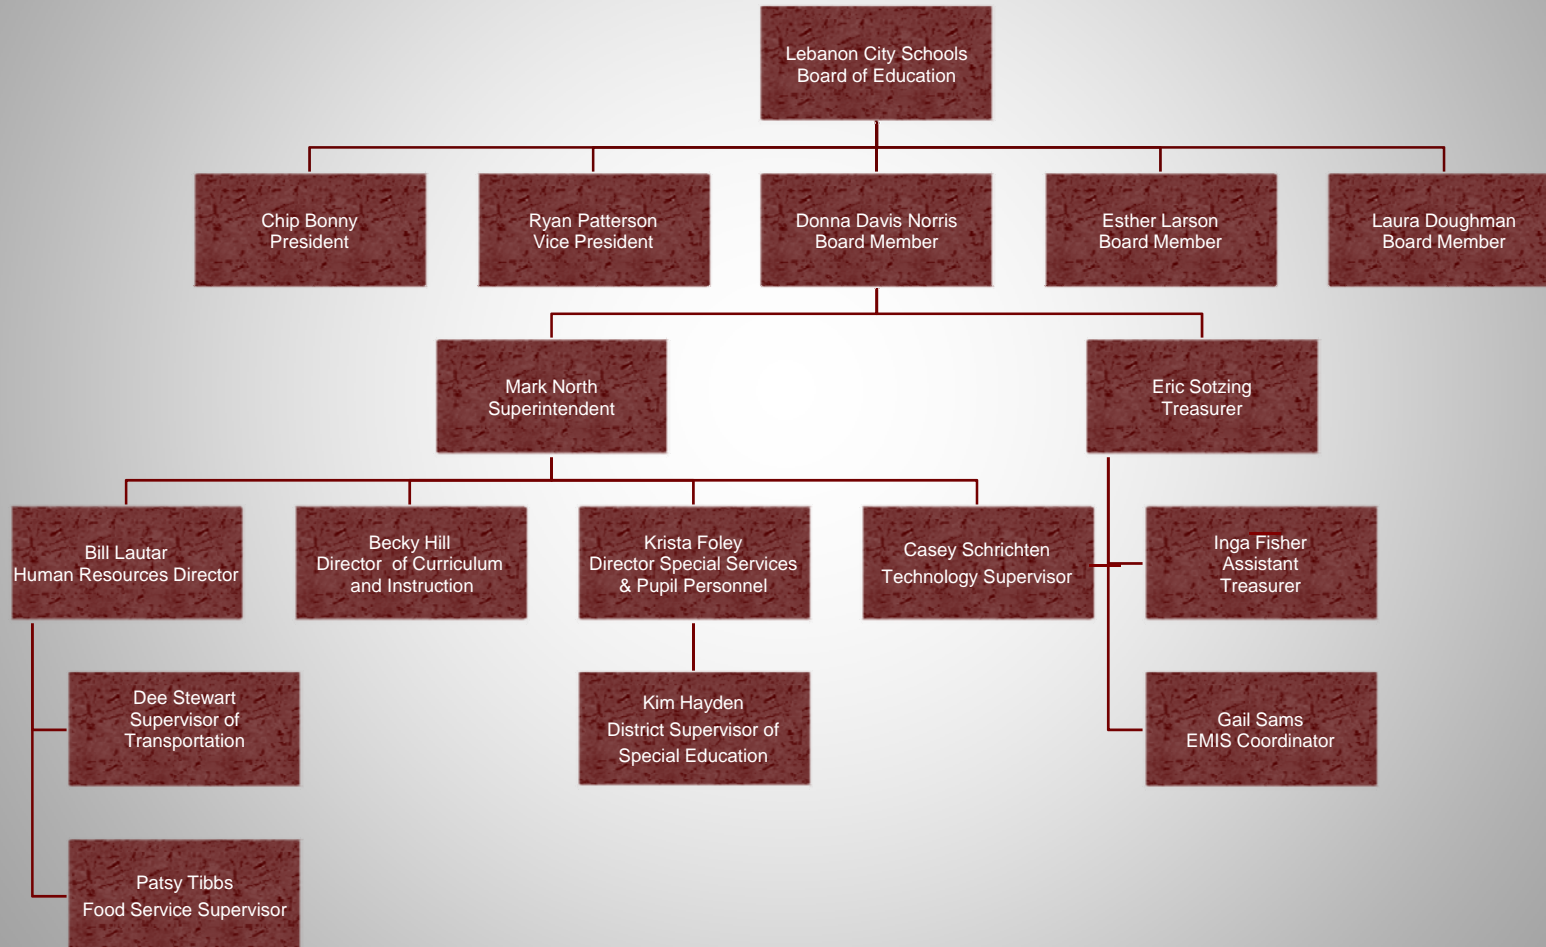 Lebanon City Schools
Board of Education
Chip Bonny
President
Ryan Patterson
Vice President
Donna Davis Norris
Board Member
Esther Larson
Board Member
Laura Doughman
Board Member
Mark North
Superintendent
Eric Sotzing
Treasurer
Bill Lautar
Human Resources Director
Becky Hill
Director  of Curriculum
and Instruction
Krista Foley
Director Special Services
& Pupil Personnel
Casey Schrichten
Technology Supervisor
Inga Fisher
Assistant
Treasurer
Dee Stewart
Supervisor of
Transportation
Kim Hayden
District Supervisor of
Special Education
Gail Sams
EMIS Coordinator
Patsy Tibbs
Food Service Supervisor